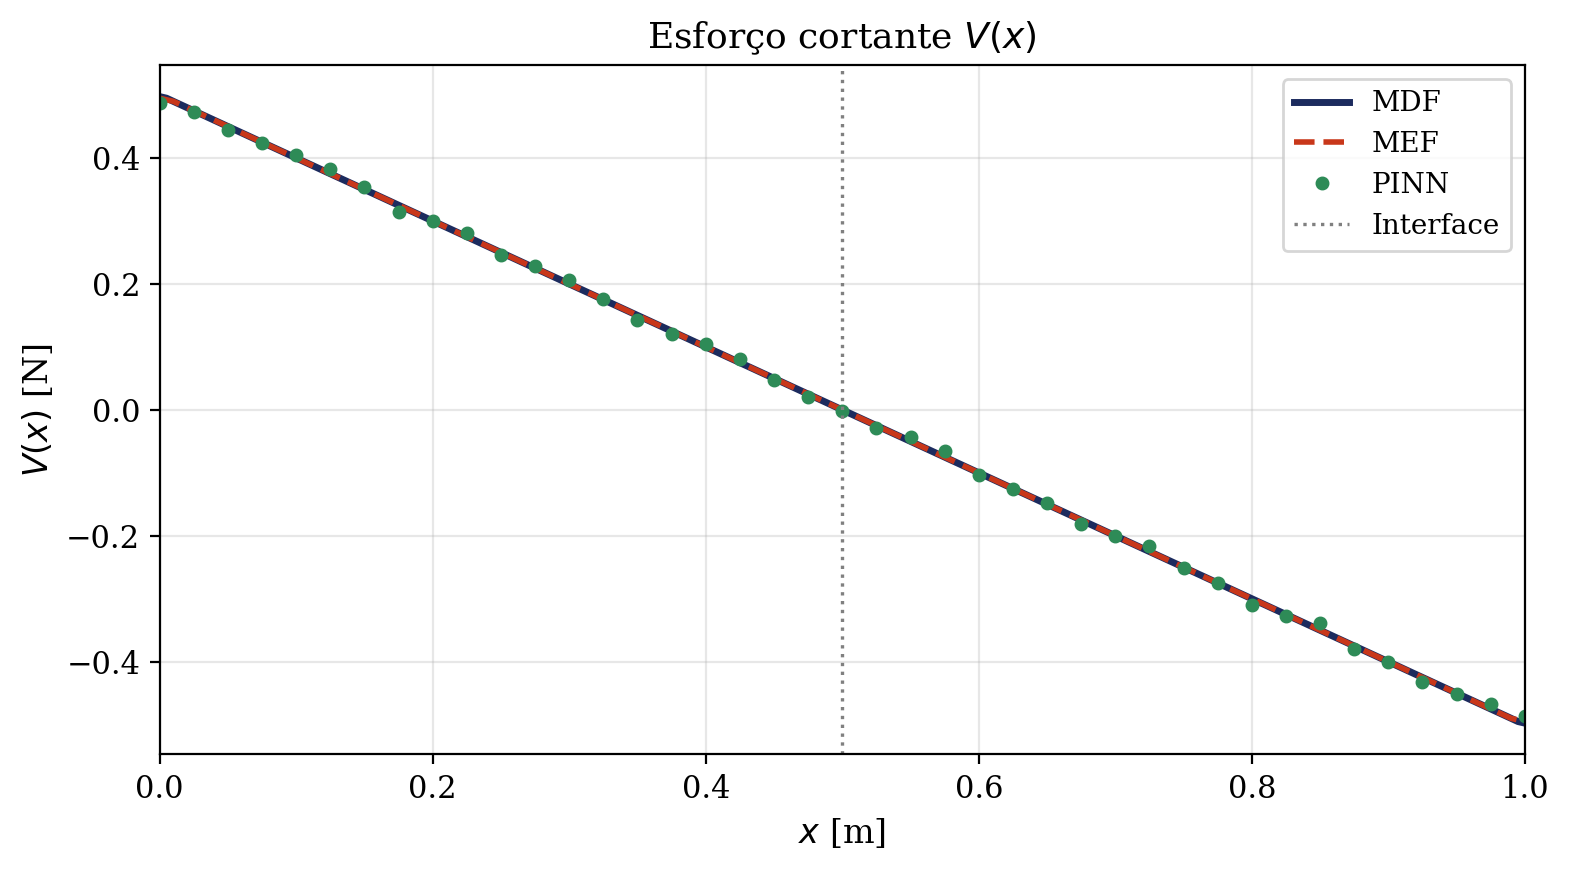 Esforço cortante V(x)
MDF
MEF
PINN
Interface
0.4
0.2
0.0
−0.2
−0.4
V(x) [N]
0.0 0.2 0.4 0.6 0.8 1.0
x [m]